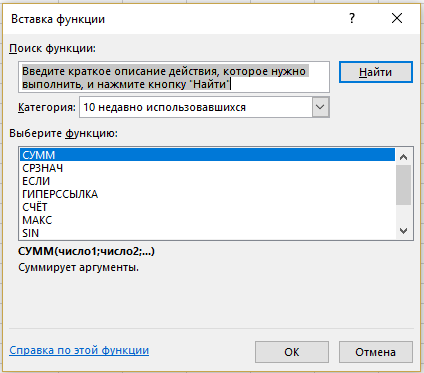 Вставка функции
?
Поиск функции:
Введите краткое описание действия, которое нужно
выполнить, и нажмите кнопку "Найти"
Найти
Категория:
10 недавно использовавшихся
Выберите функцию:
СУММ
СРЗНАЧ
ЕСЛИ
ГИПЕРССЫЛКА
СЧЁТ
МАКС
SIN
СУММ(число1;число2;...)
Суммирует аргументы.
Справка по этой функции
ОК
Отмена